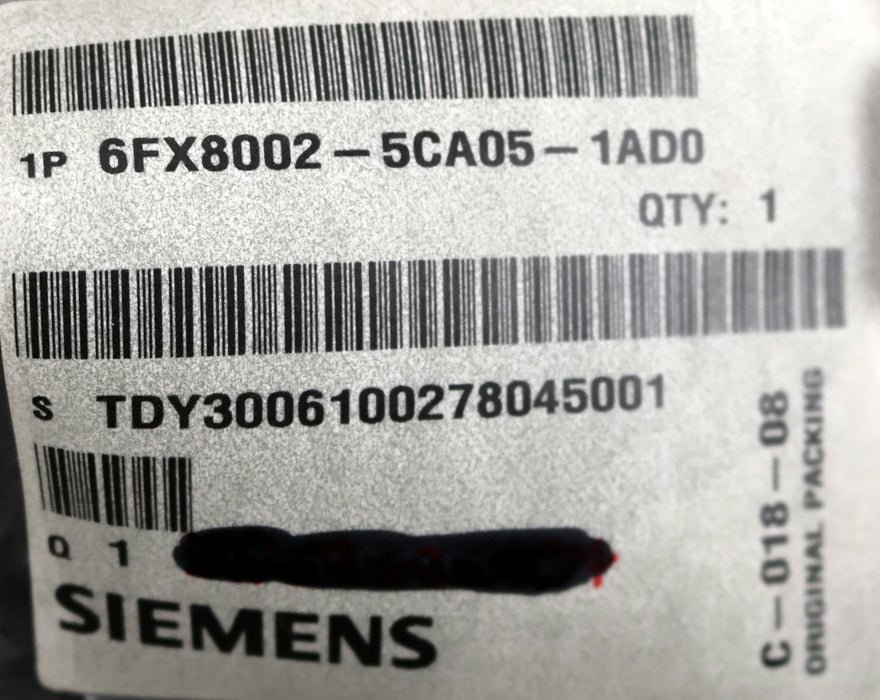 1P 6FX8002-5CA05-1AD0
QTY: 1
S TDY3006100278045001
Q 1
SIEMENS
C-018-08
ORIGINAL PACKING